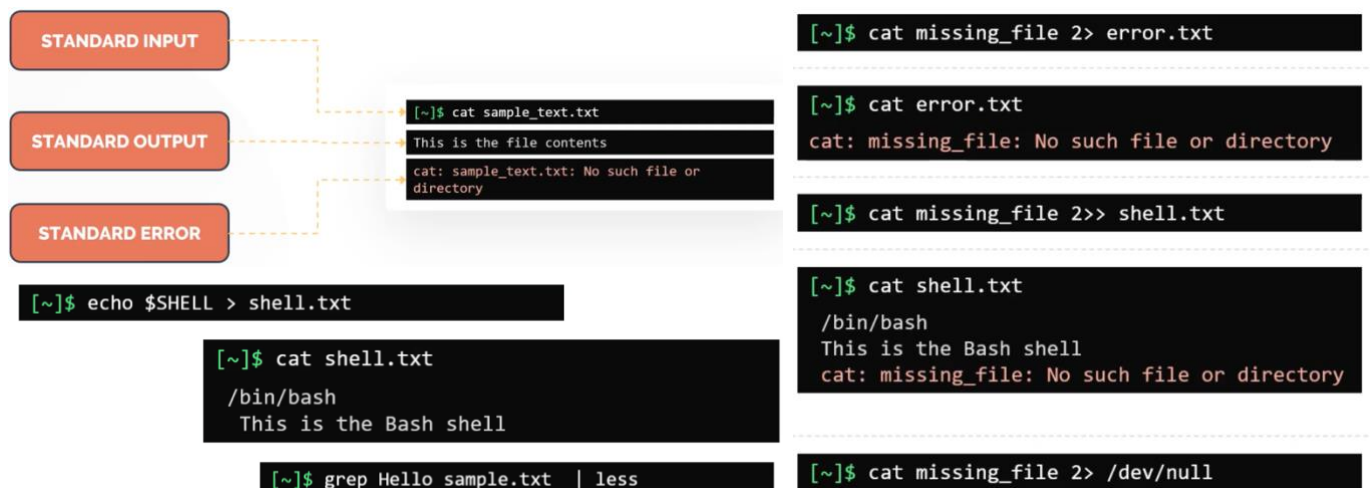 STANDARD INPUT
STANDARD OUTPUT
STANDARD ERROR
[~]$ cat sample_text.txt
This is the file contents
cat: sample_text.txt: No such file or
directory
[~]$ echo $SHELL > shell.txt
[~]$ cat shell.txt
/bin/bash
This is the Bash shell
[~]$ grep Hello sample.txt | less
[~]$ cat missing_file 2> error.txt
[~]$ cat error.txt
cat: missing_file: No such file or directory
[~]$ cat missing_file 2>> shell.txt
[~]$ cat shell.txt
/bin/bash
This is the Bash shell
cat: missing_file: No such file or directory
[~]$ cat missing_file 2> /dev/null